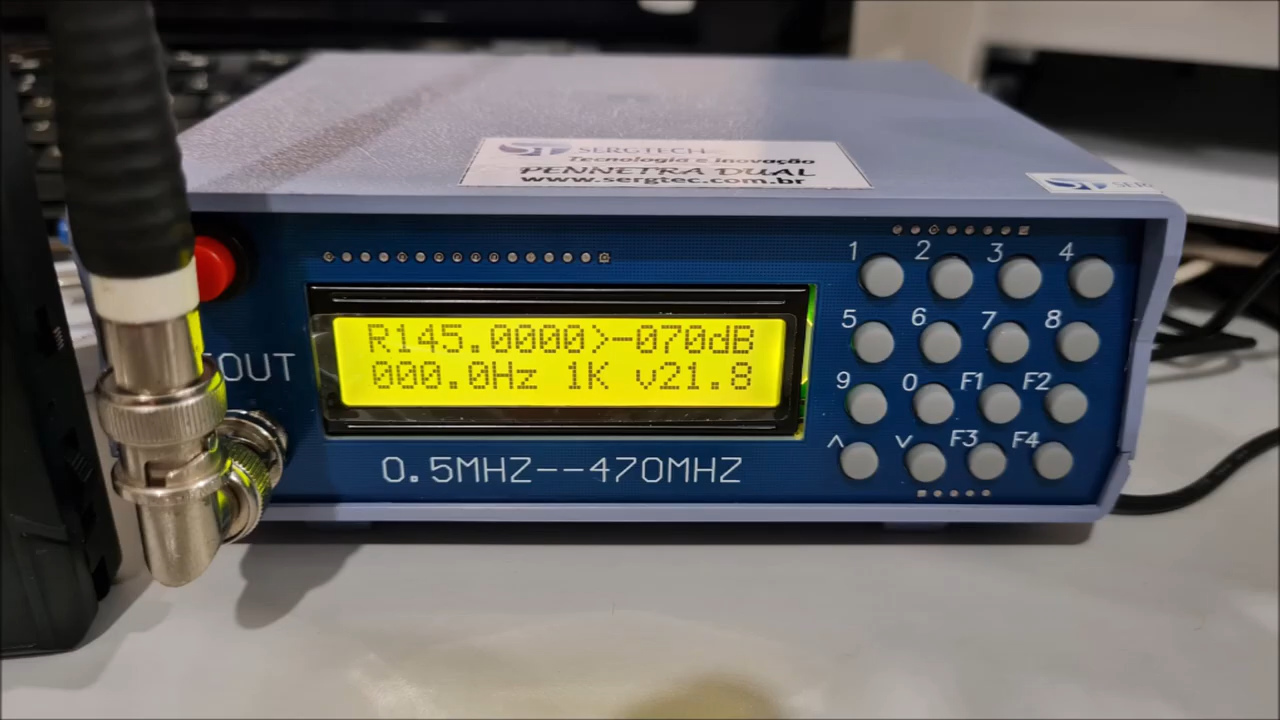 SERGTECH
Tecnologia e inovação
PENNETRA DUAL
www.sergtec.com.br
SERG
OUT
R145.0000>-070dB
000.0Hz 1K v21.8
0.5MHZ--470MHZ
1 2 3 4
5 6 7 8
9 0 F1 F2
^ v F3 F4